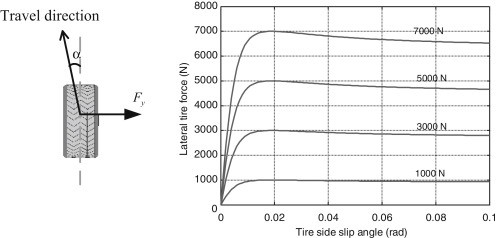 Travel direction
α
Fy
Lateral tire force (N)
8000
7000
6000
5000
4000
3000
2000
1000
0
7000 N
5000 N
3000 N
1000 N
0
0.02
0.04
0.06
0.08
0.1
Tire side slip angle (rad)